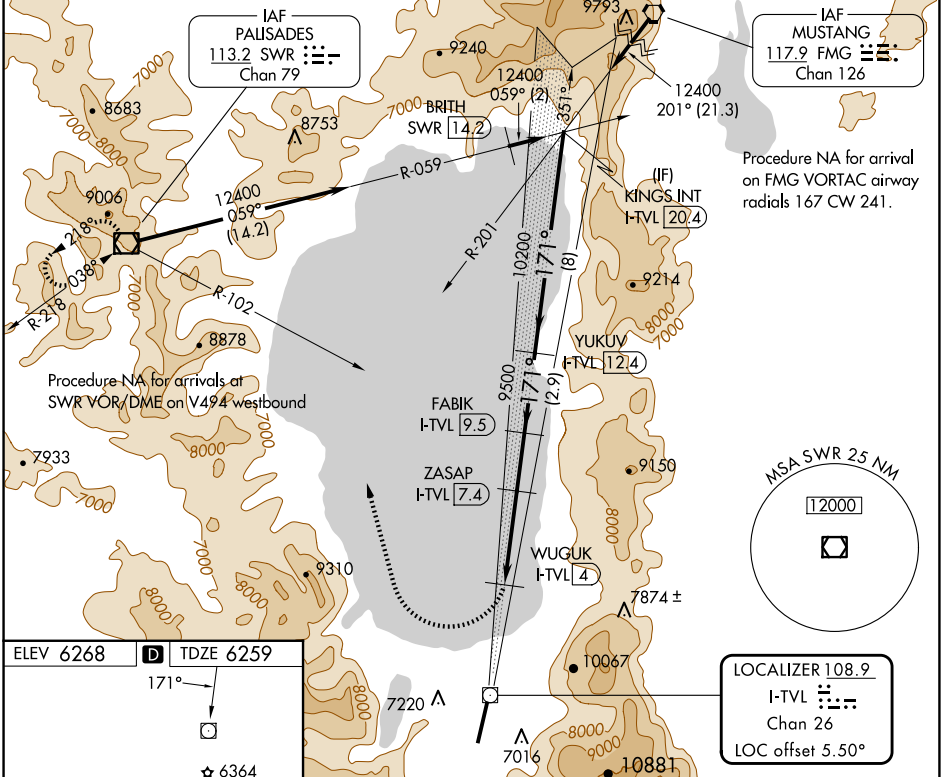 IAF
PALISADES
113.2 SWR
Chan 79
9793
IAF
MUSTANG
117.9 FMG
Chan 126
9240
12400
059° (2)
351°
12400
201° (21.3)
7000
8683
7000
8000
8753
7000
BRITH
SWR 14.2
R-059
Procedure NA for arrival
on FMG VORTAC airway
radials 167 CW 241.
(IF)
KINGS INT
I-TVL 20.4
9006
12400
059°
(14.2)
218°
038°
R-218
R-201
10200
171°
(8)
9214
R-102
7000
8000
7000
8878
YUKUV
I-TVL 12.4
Procedure NA for arrivals at
SWR VOR/DME on V494 westbound
9500
171°
(2.9)
FABIK
I-TVL 9.5
8000
7933
7000
ZASAP
I-TVL 7.4
9150
8000
MSA SWR 25 NM
12000
7000
9310
WUGUK
I-TVL 4
7874 ±
ELEV 6268
D
TDZE 6259
171°
10067
8000
8000
7220
LOCALIZER 108.9
I-TVL
Chan 26
LOC offset 5.50°
7016
8000
9000
6364
10881